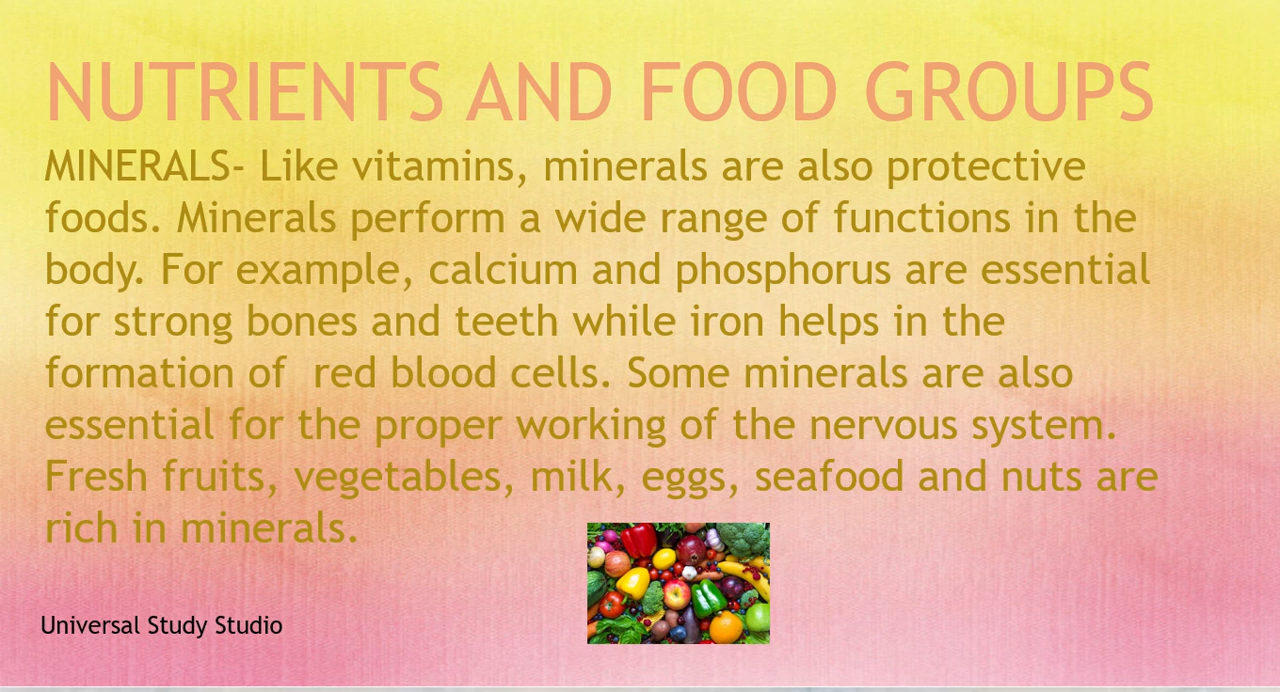 NUTRIENTS AND FOOD GROUPS
MINERALS- Like vitamins, minerals are also protective
foods. Minerals perform a wide range of functions in the
body. For example, calcium and phosphorus are essential
for strong bones and teeth while iron helps in the
formation of  red blood cells. Some minerals are also
essential for the proper working of the nervous system.
Fresh fruits, vegetables, milk, eggs, seafood and nuts are
rich in minerals.
Universal Study Studio